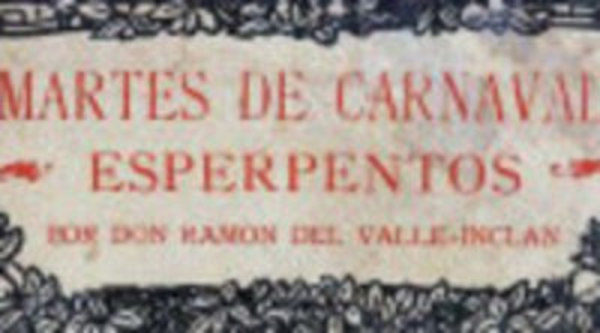 MARTES DE CARNAVAL
ESPERPENTOS
POR DON RAMON DEL VALLE-INCLAN